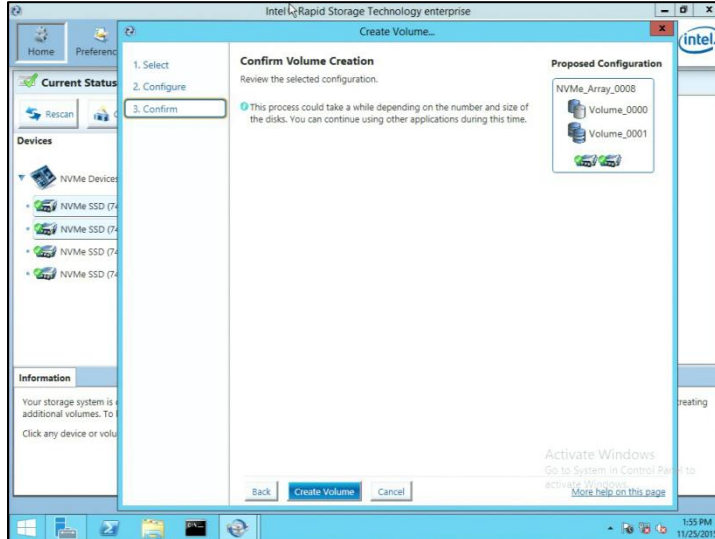 Intel Rapid Storage Technology enterprise
Create Volume...
Home
intel
Current Status
Rescan
Devices
NVMe Devices
NVMe SSD (74
NVMe SSD (74
NVMe SSD (74
NVMe SSD (74
1. Select
2. Configure
3. Confirm
Confirm Volume Creation
Review the selected configuration.
This process could take a while depending on the number and size of
the disks. You can continue using other applications during this time.
Proposed Configuration
NVMe_Array_0008
Volume_0000
Volume_0001
Information
Your storage system is
additional volumes. To
Click any device or volu
reating
Activate Windows
Go to System in Control Panel to
activate Windows.
Back
Create Volume
Cancel
More help on this page
1:55 PM